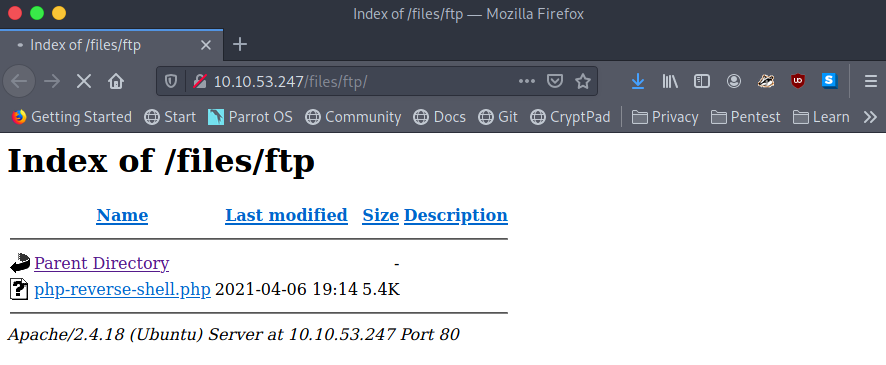 Index of /files/ftp — Mozilla Firefox
Index of /files/ftp
10.10.53.247/files/ftp/
Getting Started Start Parrot OS Community Docs Git CryptPad Privacy Pentest Learn
Index of /files/ftp
Name Last modified Size Description
Parent Directory -
php-reverse-shell.php 2021-04-06 19:14 5.4K
Apache/2.4.18 (Ubuntu) Server at 10.10.53.247 Port 80